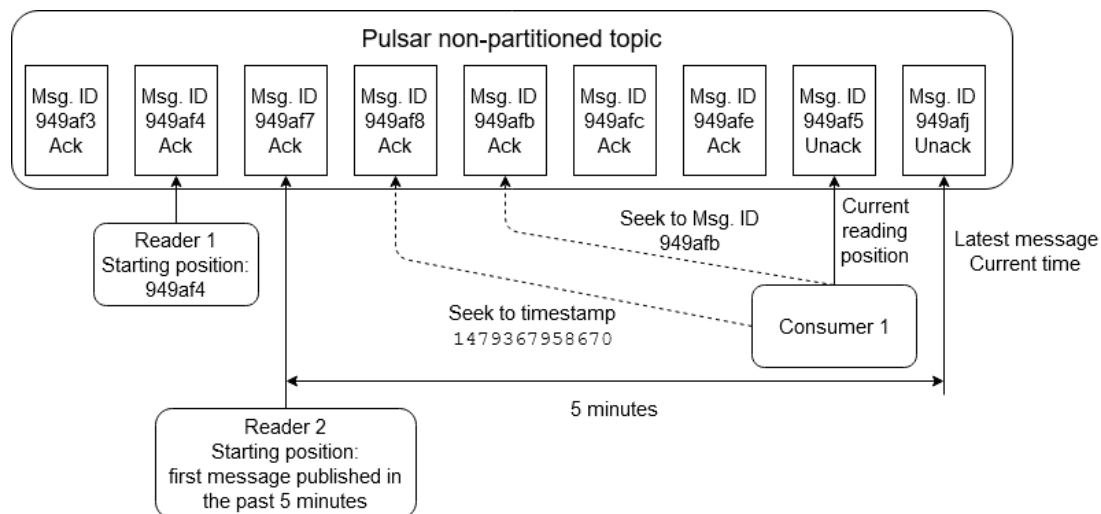 Pulsar non-partitioned topic
Msg. ID
949af3
Ack
Msg. ID
949af4
Ack
Msg. ID
949af7
Ack
Msg. ID
949af8
Ack
Msg. ID
949afb
Ack
Msg. ID
949afc
Ack
Msg. ID
949afe
Ack
Msg. ID
949af5
Unack
Msg. ID
949afj
Unack
Reader 1
Starting position:
949af4
Seek to Msg. ID
949afb
Current
reading
position
Latest message
Current time
Seek to timestamp
1479367958670
Consumer 1
5 minutes
Reader 2
Starting position:
first message published in
the past 5 minutes